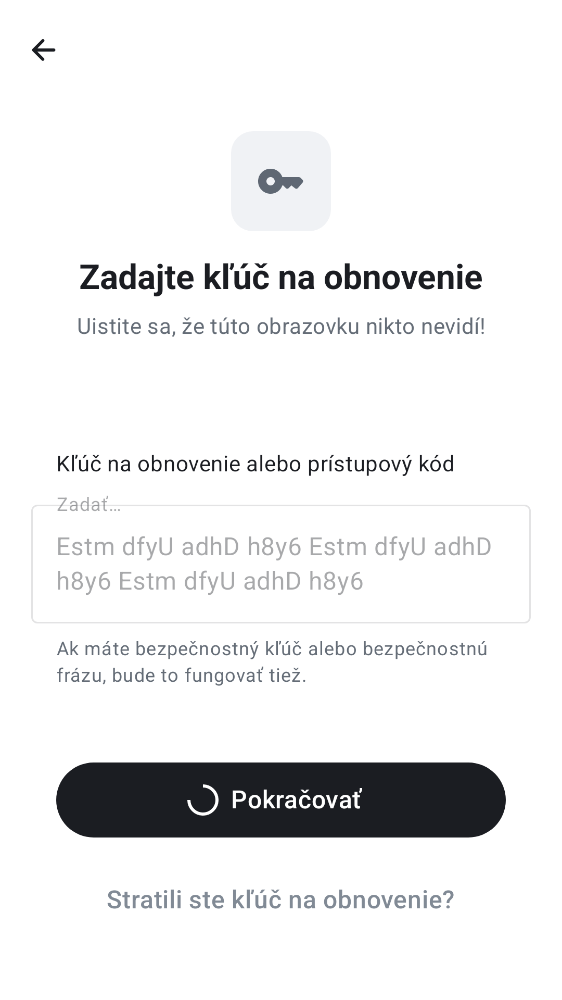 Zadajte kľúč na obnovenie
Uistite sa, že túto obrazovku nikto nevidí!
Kľúč na obnovenie alebo prístupový kód
Zadať…
Estm dfyU adhD h8y6 Estm dfyU adhD
h8y6 Estm dfyU adhD h8y6
Ak máte bezpečnostný kľúč alebo bezpečnostnú
frázu, bude to fungovať tiež.
Pokračovať
Stratili ste kľúč na obnovenie?